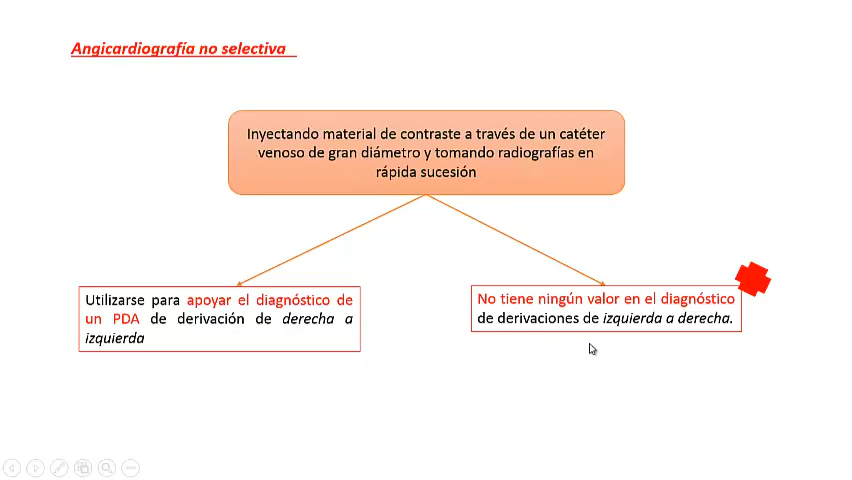 Angicardiografía no selectiva
Inyectando material de contraste a través de un catéter
venoso de gran diámetro y tomando radiografías en
rápida sucesión
Utilizarse para apoyar el diagnóstico de
un PDA de derivación de derecha a
izquierda
No tiene ningún valor en el diagnóstico
de derivaciones de izquierda a derecha.